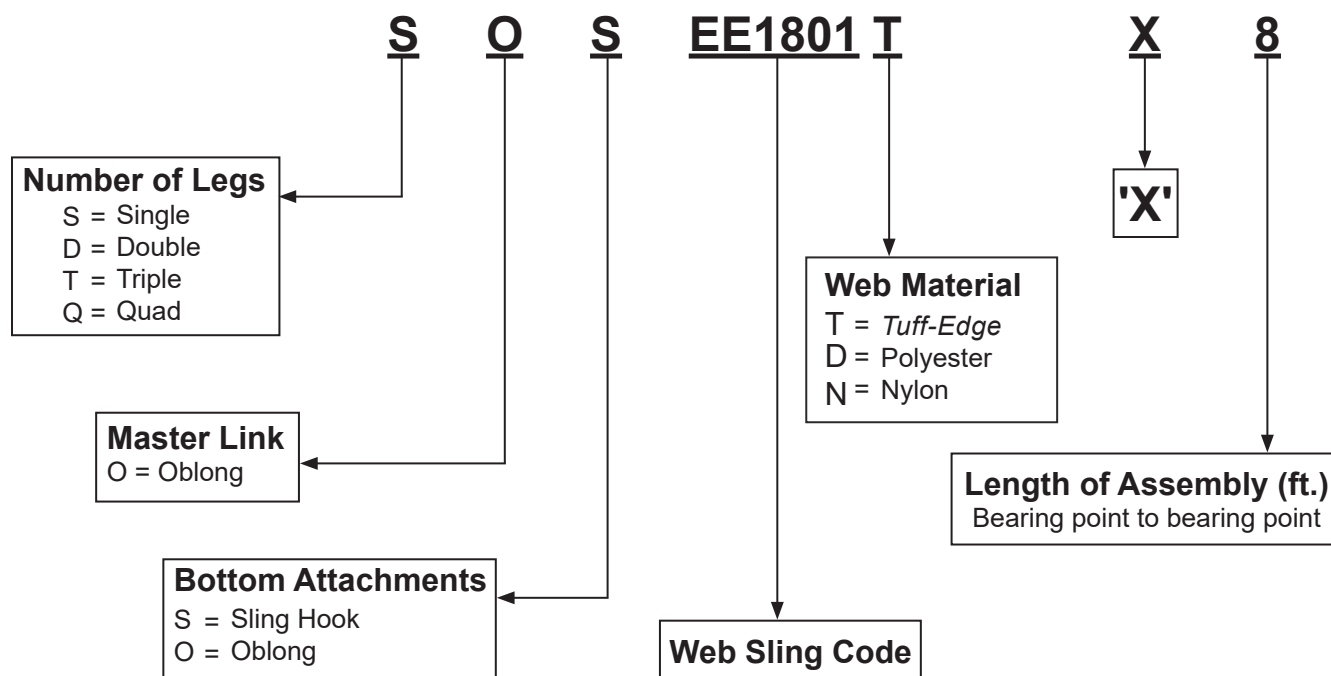 S O S EE1801 T X 8
Number of Legs
S = Single
D = Double
T = Triple
Q = Quad
'X'
Web Material
T = Tuff-Edge
D = Polyester
N = Nylon
Master Link
O = Oblong
Length of Assembly (ft.)
Bearing point to bearing point
Bottom Attachments
S = Sling Hook
O = Oblong
Web Sling Code